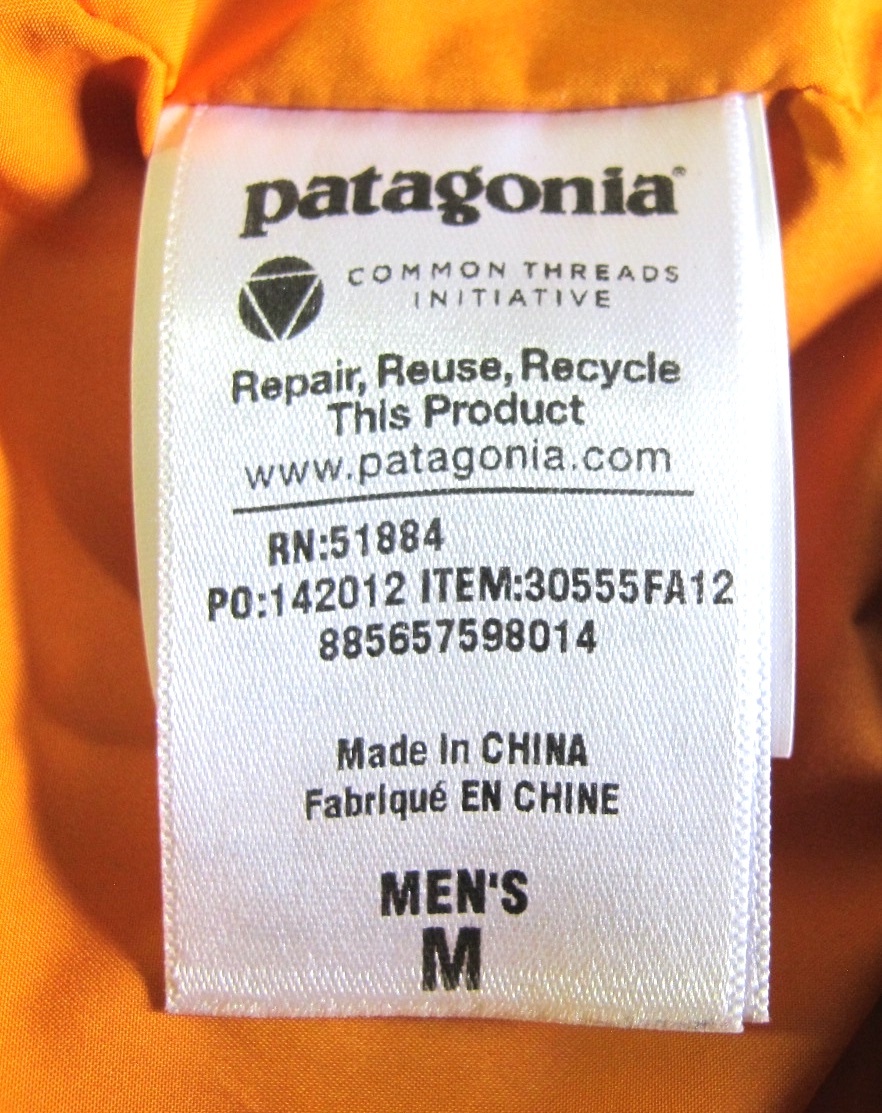 patagonia®
COMMON THREADS
INITIATIVE
Repair, Reuse, Recycle
This Product
www.patagonia.com
RN:51884
PO:142012 ITEM:30555FA12
885657598014
Made in CHINA
Fabriqué EN CHINE
MEN'S
M